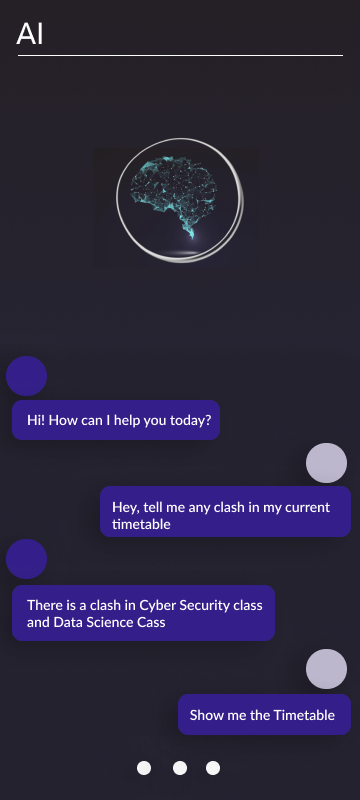 AI
Hi! How can I help you today?
Hey, tell me any clash in my current
timetable
There is a clash in Cyber Security class
and Data Science Cass
Show me the Timetable